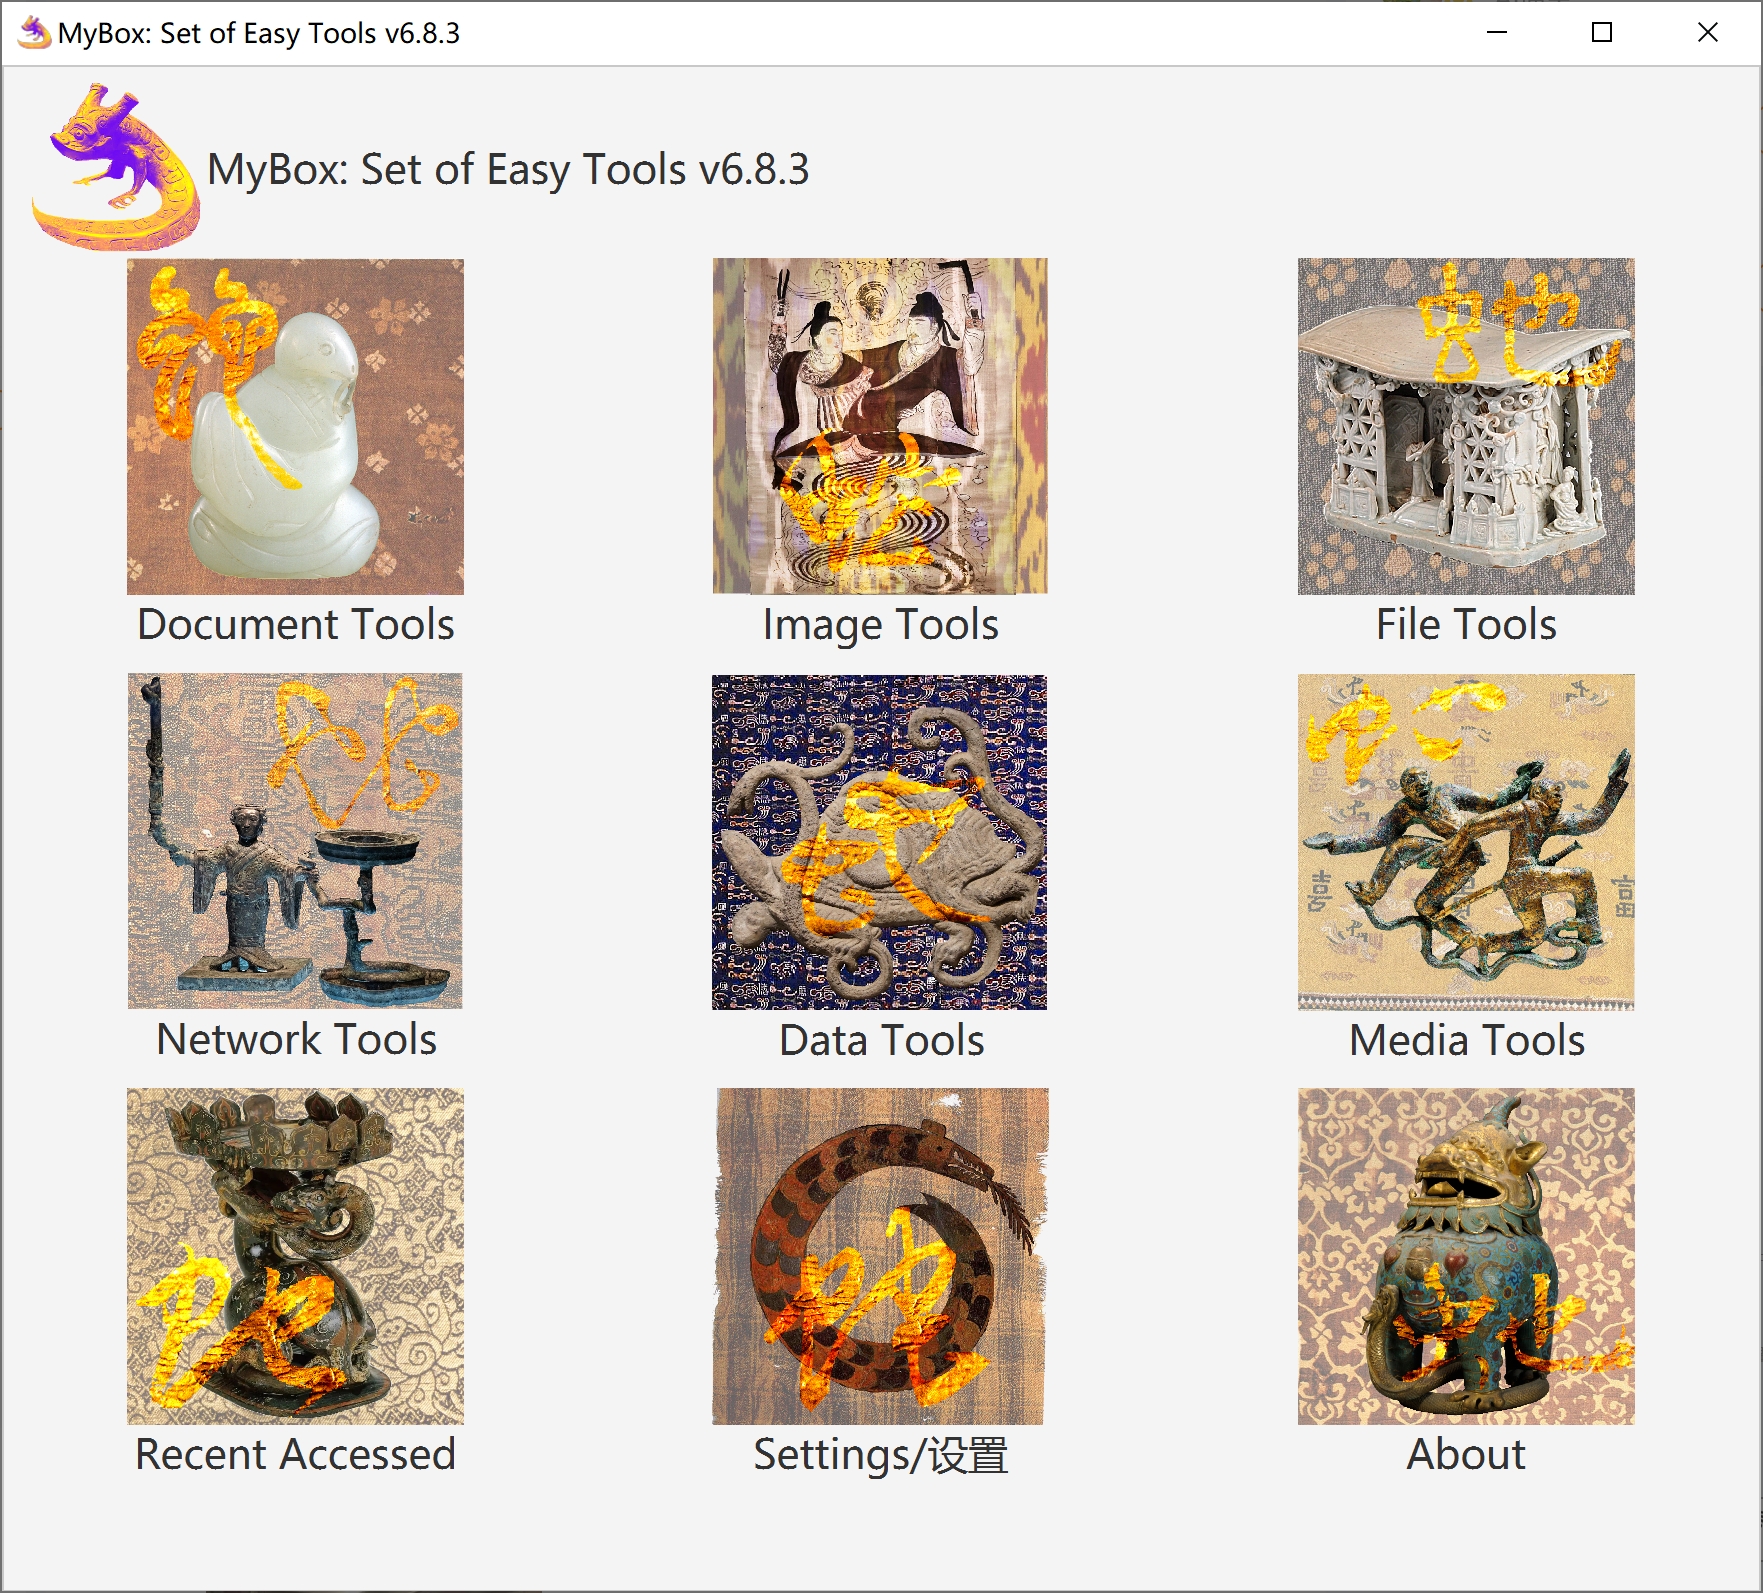 MyBox: Set of Easy Tools v6.8.3
MyBox: Set of Easy Tools v6.8.3
Document Tools
Image Tools
File Tools
Network Tools
Data Tools
Media Tools
Recent Accessed
Settings/设置
About